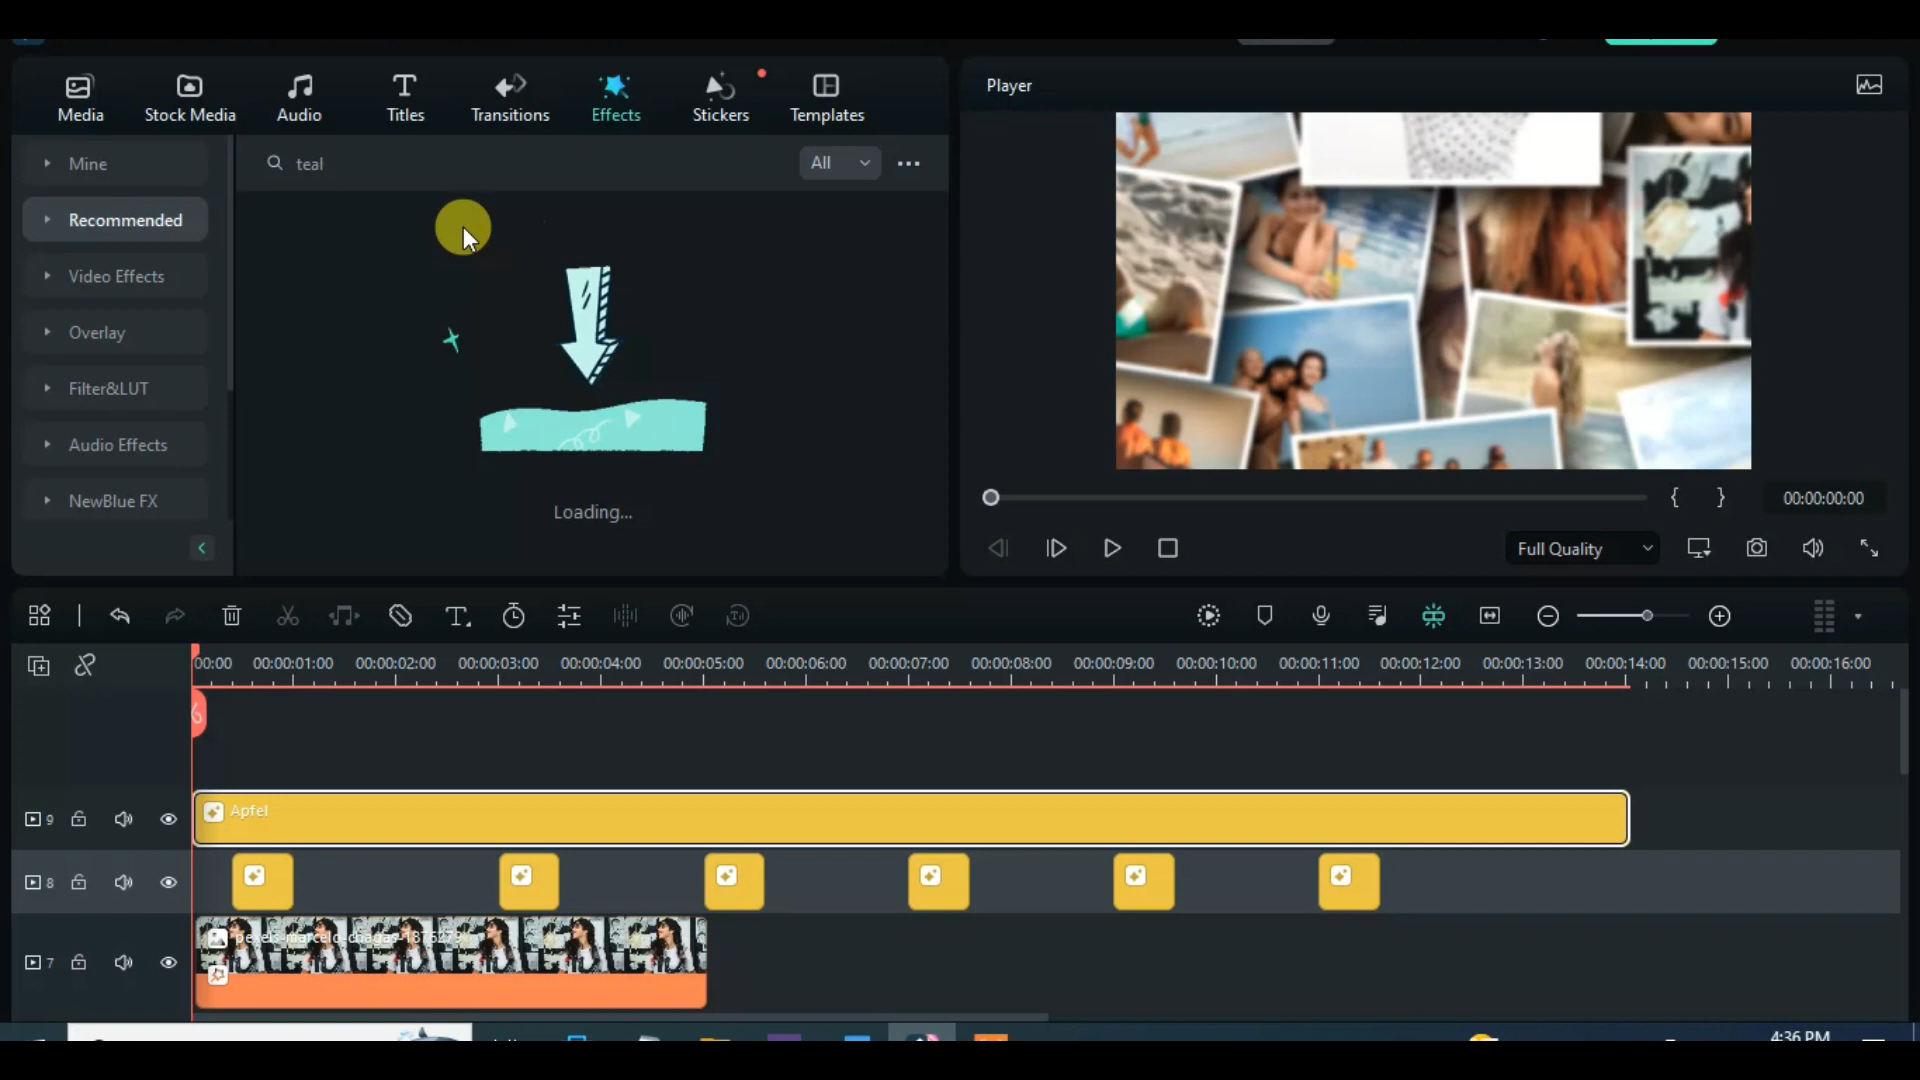 Media
Stock Media
Audio
Titles
Transitions
Effects
Stickers
Templates
Player
Mine
teal
All
Recommended
Video Effects
Overlay
Filter&LUT
Audio Effects
NewBlue FX
Loading...
00:00:00:00
Full Quality
00:00 00:00:01:00 00:00:02:00 00:00:03:00 00:00:04:00 00:00:05:00 00:00:06:00 00:00:07:00 00:00:08:00 00:00:09:00 00:00:10:00 00:00:11:00 00:00:12:00 00:00:13:00 00:00:14:00 00:00:15:00 00:00:16:00
9
Apfel
8
pexels-marcelo-chagas-1876279
7
4:36 PM